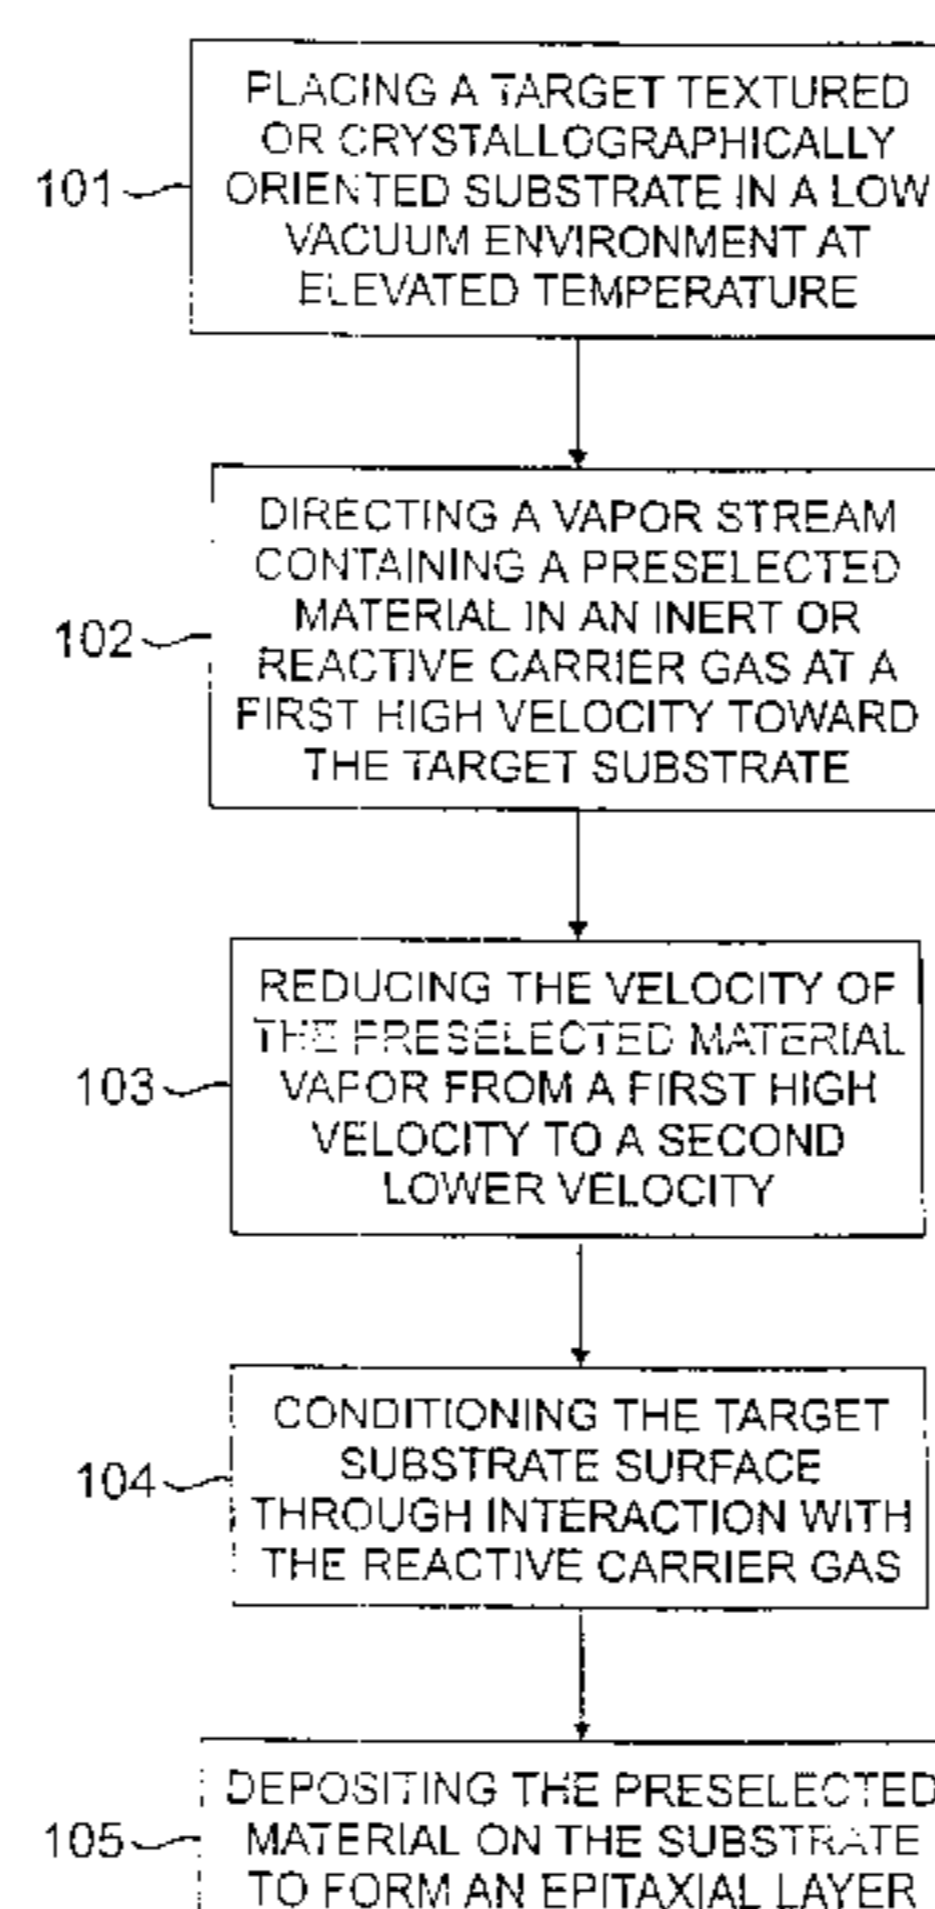 PLACING A TARGET TEXTURED
OR CRYSTALLOGRAPHICALLY
101
ORIENTED SUBSTRATE IN A LOW
VACUUM ENVIRONMENT AT
ELEVATED TEMPERATURE
DIRECTING A VAPOR STREAM
CONTAINING A PRESELECTED
MATERIAL IN AN INERT OR
102
REACTIVE CARRIER GAS AT A
FIRST HIGH VELOCITY TOWARD
THE TARGET SUBSTRATE
REDUCING THE VELOCITY OF
THE PRESELECTED MATERIAL
103
VAPOR FROM A FIRST HIGH
VELOCITY TO A SECOND
LOWER VELOCITY
CONDITIONING THE TARGET
SUBSTRATE SURFACE
104
THROUGH INTERACTION WITH
THE REACTIVE CARRIER GAS
DEPOSITING THE PRESELECTED
105
MATERIAL ON THE SUBSTRATE
TO FORM AN EPITAXIAL LAYER